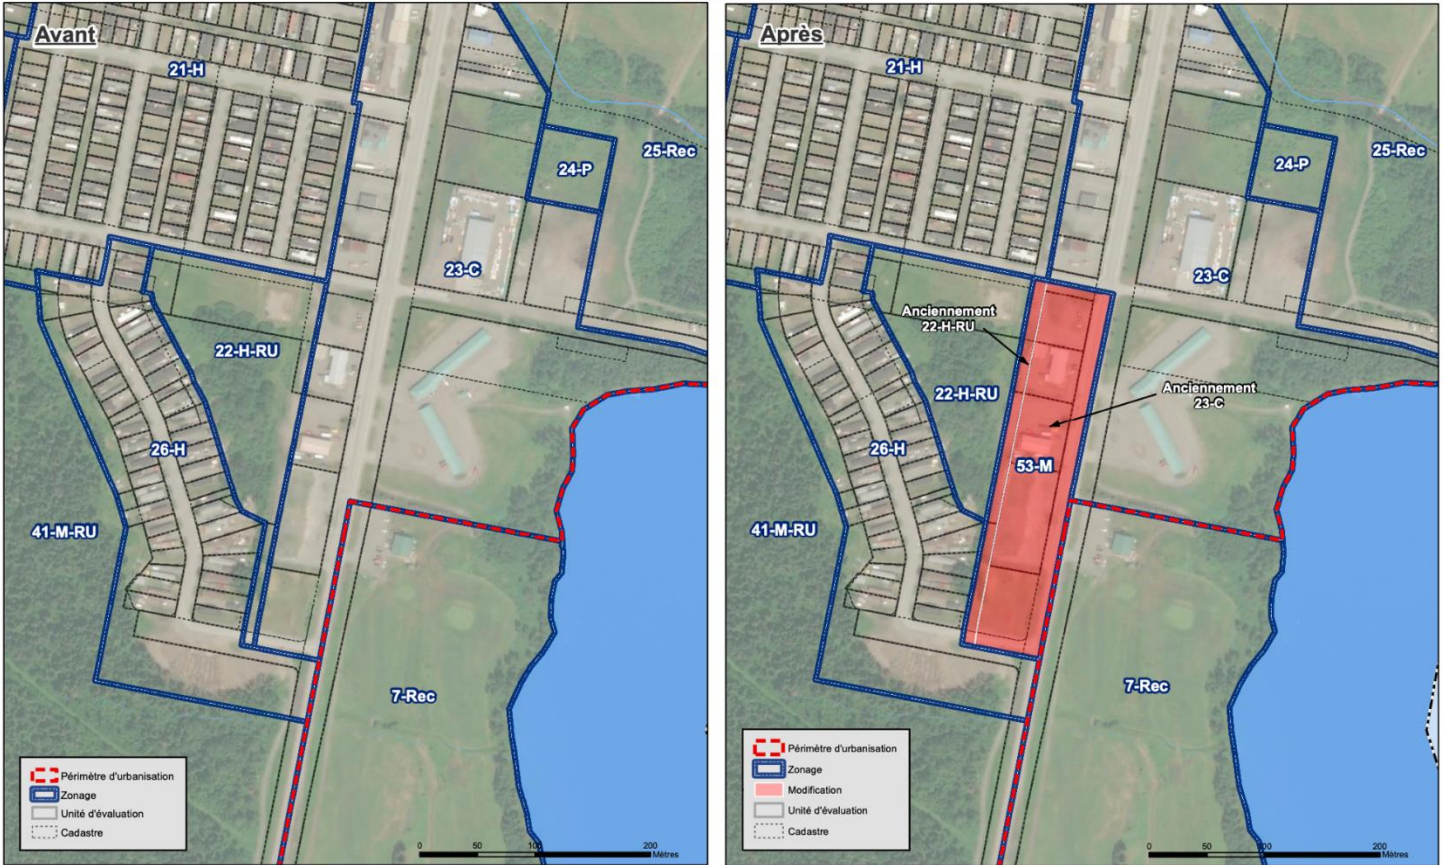 Avant
21-H
25-Rec
24-P
23-C
22-H-RU
26-H
41-M-RU
7-Rec
Périmètre d'urbanisation
Zonage
Unité d'évaluation
Cadastre
0 50 100 200
Mètres
Après
21-H
25-Rec
24-P
23-C
Anciennement
22-H-RU
Anciennement
23-C
22-H-RU
26-H
53-M
41-M-RU
7-Rec
Périmètre d'urbanisation
Zonage
Modification
Unité d'évaluation
Cadastre
0 50 100 200
Mètres